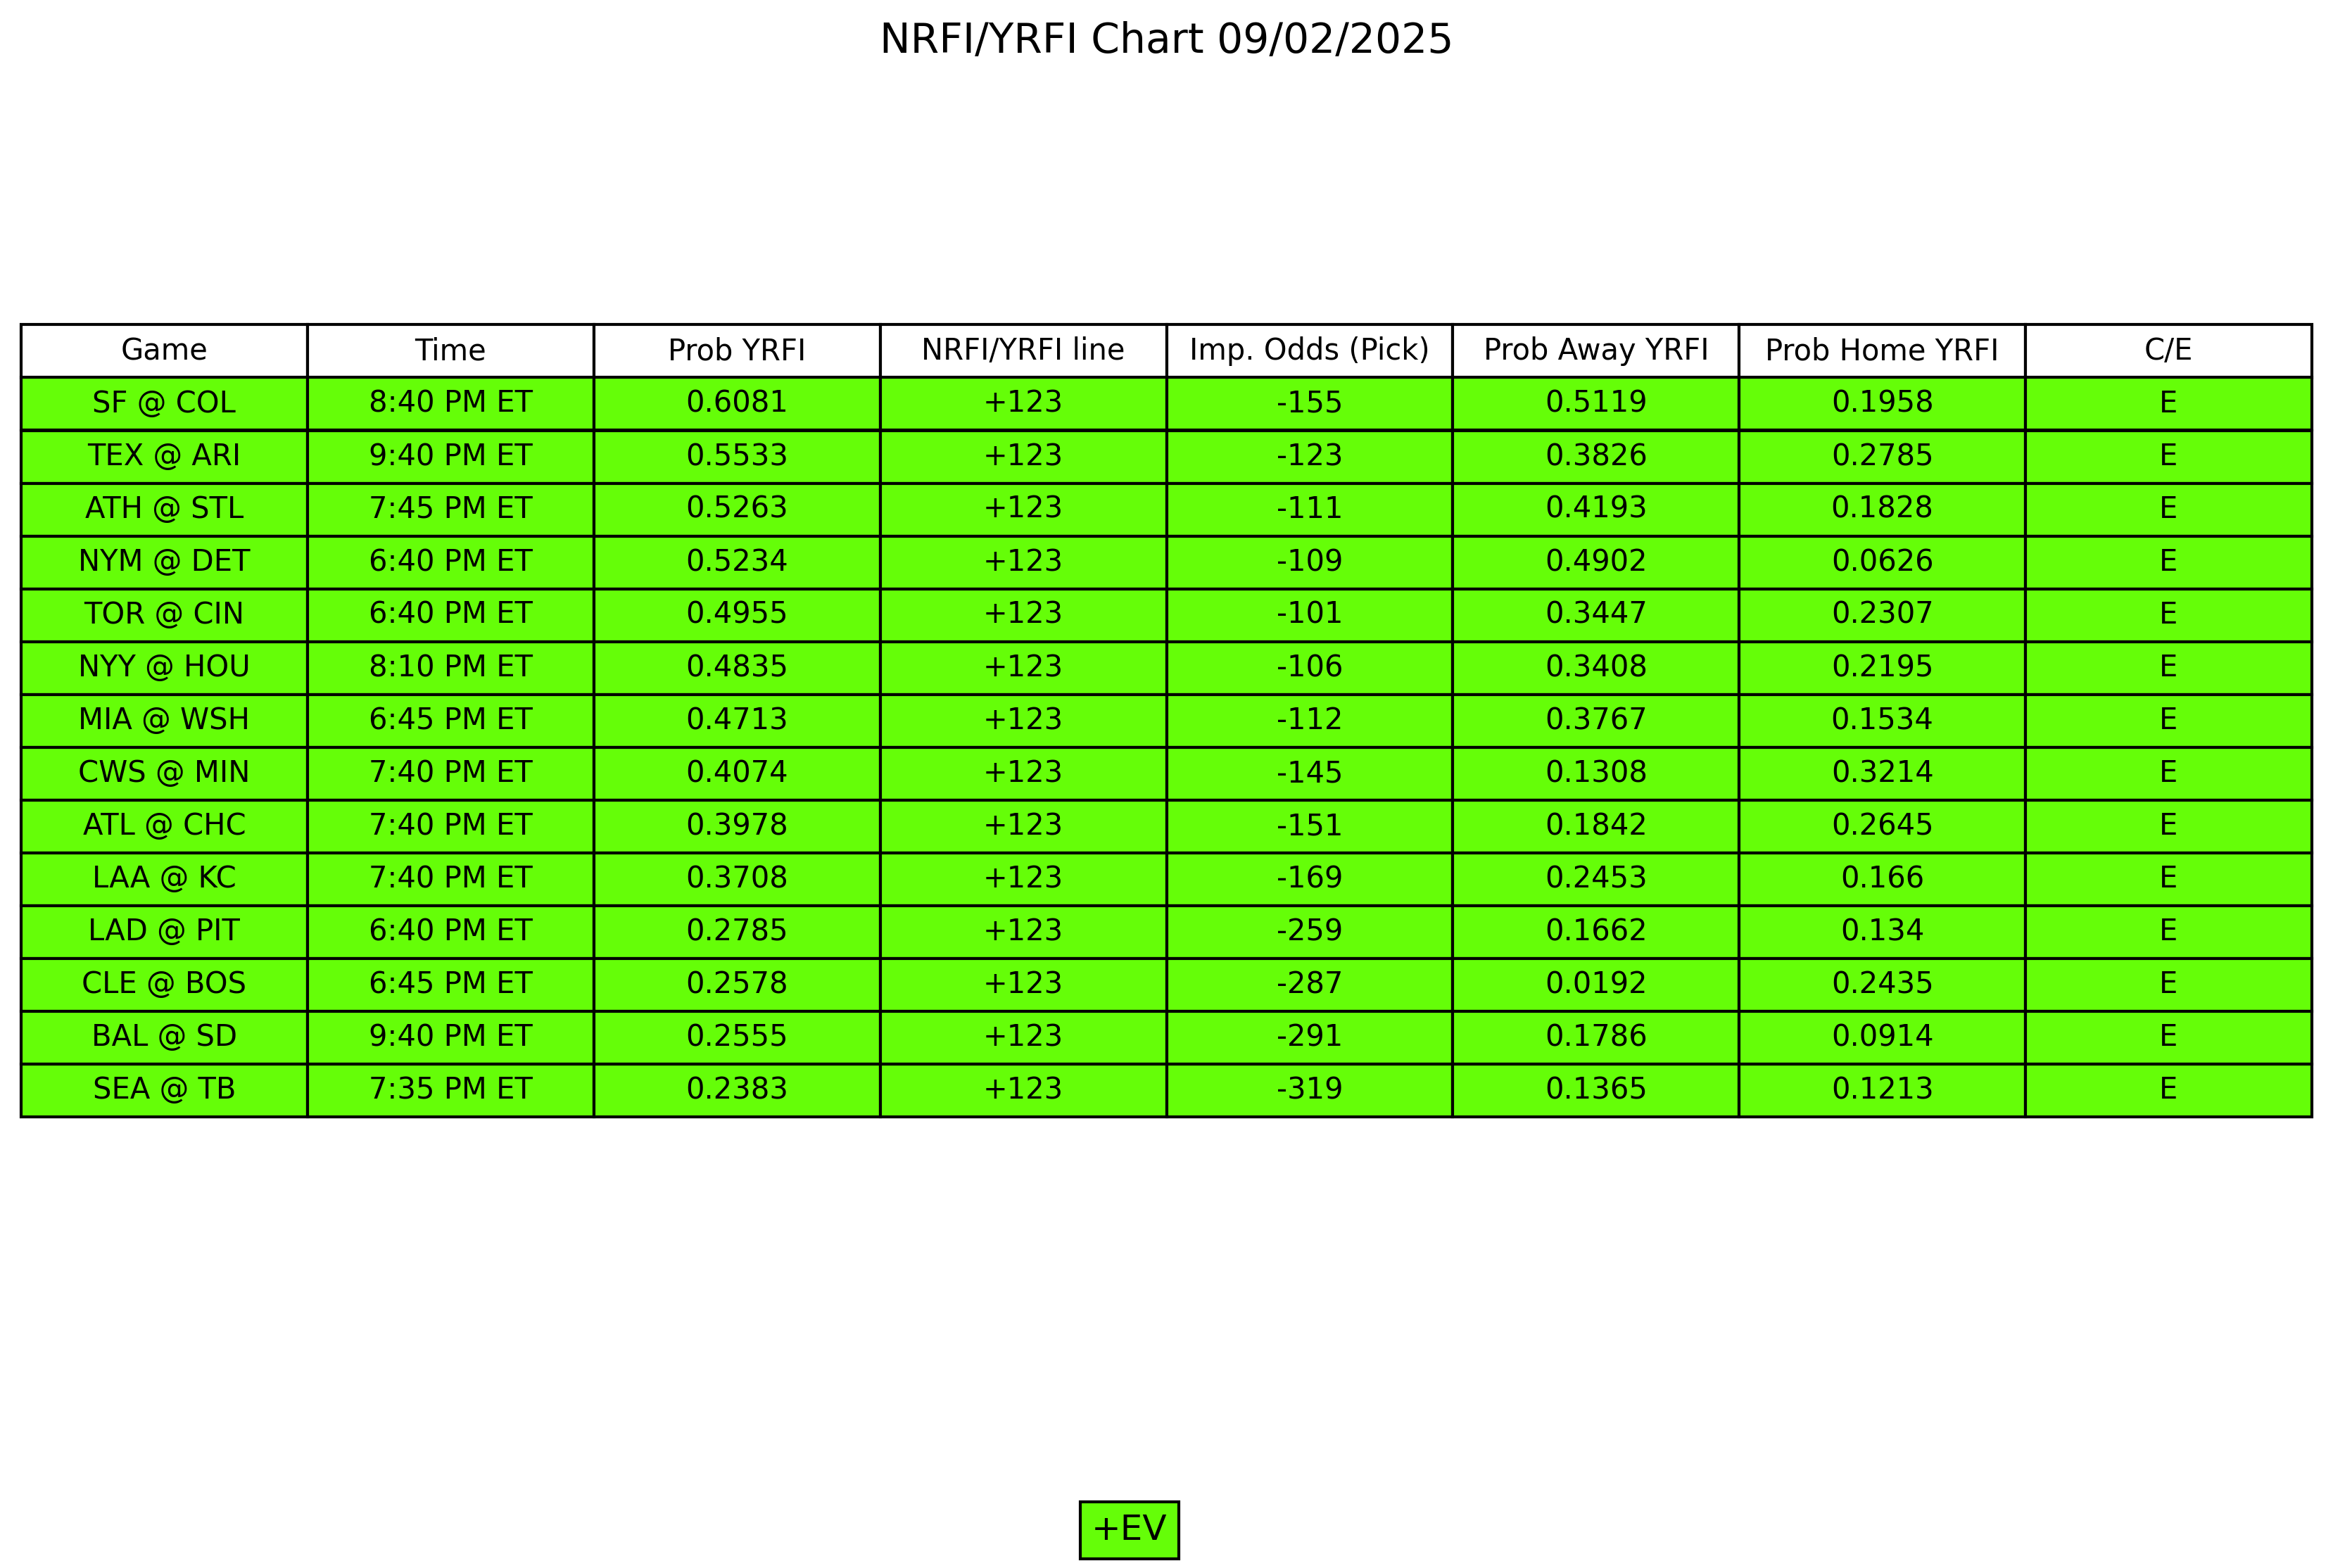 NRFI/YRFI Chart 09/02/2025
Game Time Prob YRFI NRFI/YRFI line Imp. Odds (Pick) Prob Away YRFI Prob Home YRFI C/E
SF @ COL 8:40 PM ET 0.6081 +123 -155 0.5119 0.1958 E
TEX @ ARI 9:40 PM ET 0.5533 +123 -123 0.3826 0.2785 E
ATH @ STL 7:45 PM ET 0.5263 +123 -111 0.4193 0.1828 E
NYM @ DET 6:40 PM ET 0.5234 +123 -109 0.4902 0.0626 E
TOR @ CIN 6:40 PM ET 0.4955 +123 -101 0.3447 0.2307 E
NYY @ HOU 8:10 PM ET 0.4835 +123 -106 0.3408 0.2195 E
MIA @ WSH 6:45 PM ET 0.4713 +123 -112 0.3767 0.1534 E
CWS @ MIN 7:40 PM ET 0.4074 +123 -145 0.1308 0.3214 E
ATL @ CHC 7:40 PM ET 0.3978 +123 -151 0.1842 0.2645 E
LAA @ KC 7:40 PM ET 0.3708 +123 -169 0.2453 0.166 E
LAD @ PIT 6:40 PM ET 0.2785 +123 -259 0.1662 0.134 E
CLE @ BOS 6:45 PM ET 0.2578 +123 -287 0.0192 0.2435 E
BAL @ SD 9:40 PM ET 0.2555 +123 -291 0.1786 0.0914 E
SEA @ TB 7:35 PM ET 0.2383 +123 -319 0.1365 0.1213 E
+EV